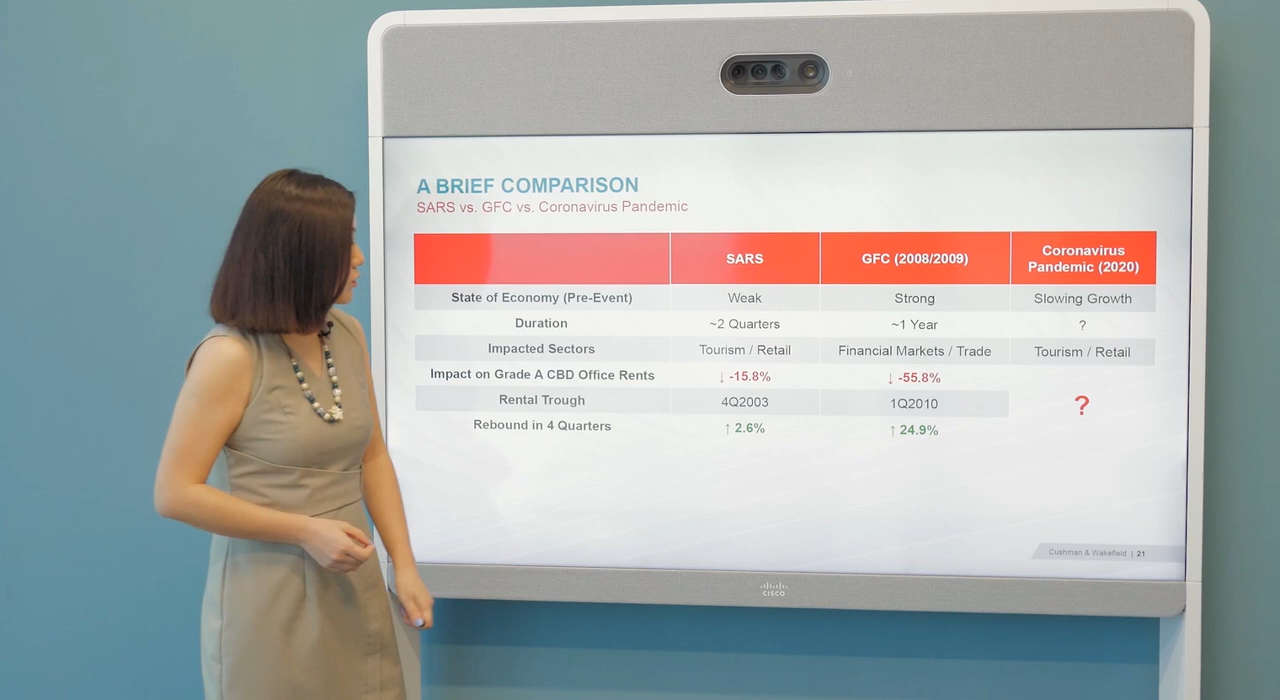 A BRIEF COMPARISON
SARS vs. GFC vs. Coronavirus Pandemic
SARS GFC (2008/2009) Coronavirus Pandemic (2020)
State of Economy (Pre-Event) Weak Strong Slowing Growth
Duration ~2 Quarters ~1 Year ?
Impacted Sectors Tourism / Retail Financial Markets / Trade Tourism / Retail
Impact on Grade A CBD Office Rents ↓ -15.8% ↓ -55.8%
Rental Trough 4Q2003 1Q2010 ?
Rebound in 4 Quarters ↑ 2.6% ↑ 24.9%
Cushman & Wakefield | 21
CISCO